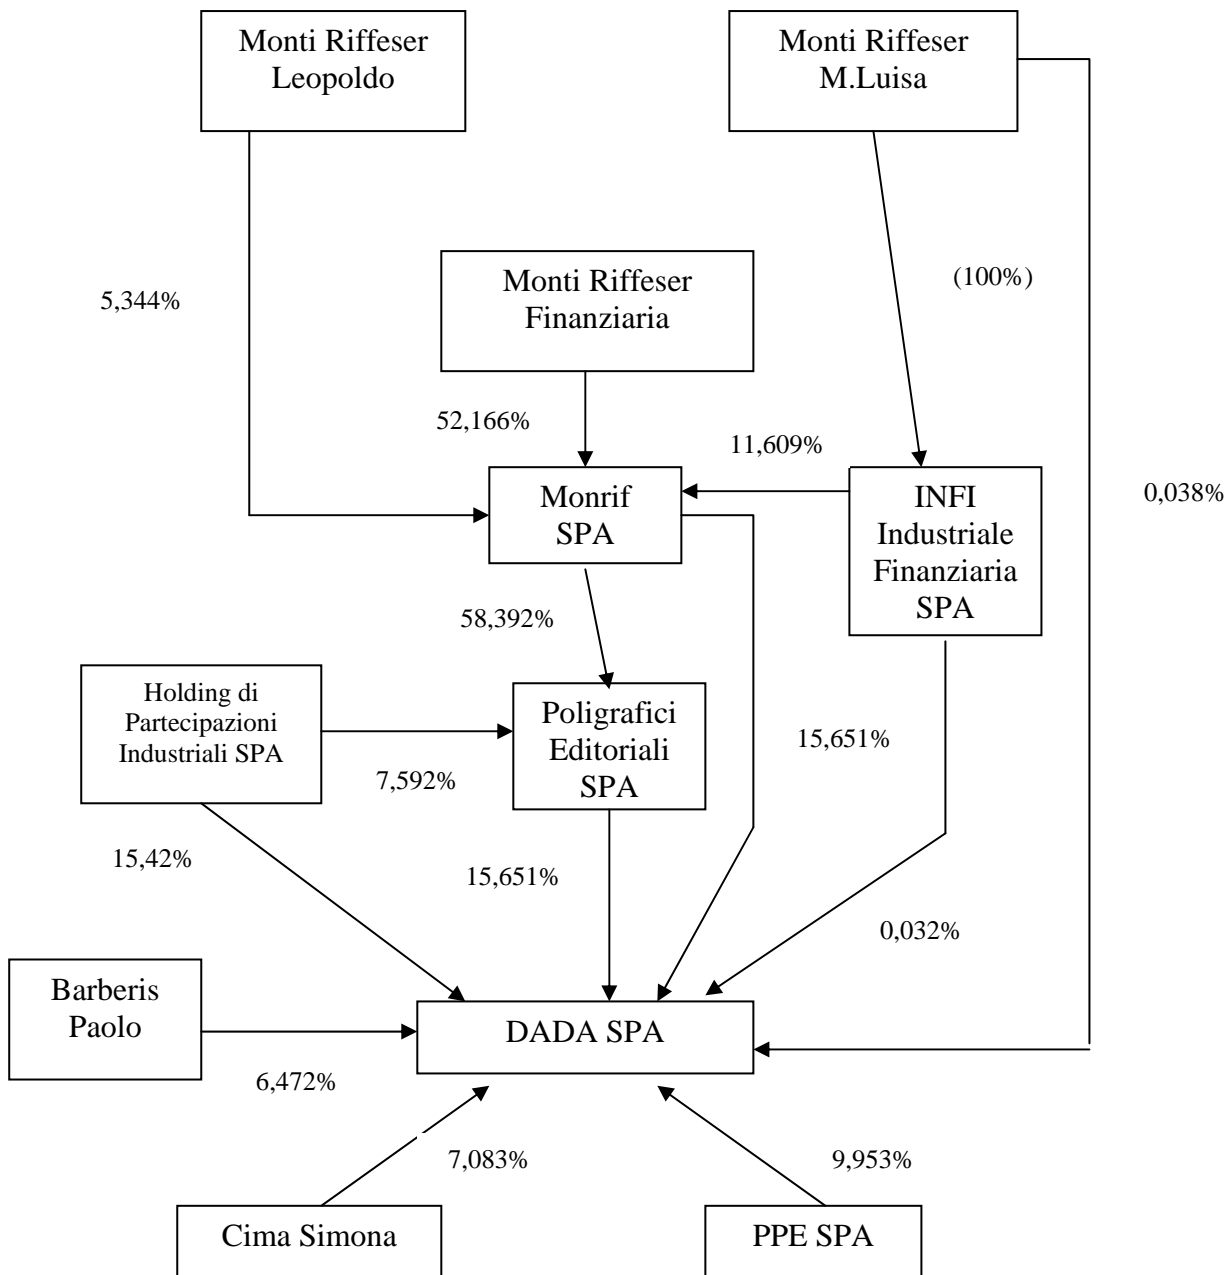 Monti Riffeser
Leopoldo
Monti Riffeser
M.Luisa
5,344%
Monti Riffeser
Finanziaria
(100%)
52,166%
11,609%
0,038%
Monrif
SPA
INFI
Industriale
Finanziaria
SPA
58,392%
Holding di
Partecipazioni
Industriali SPA
7,592%
Poligrafici
Editoriali
SPA
15,651%
15,42%
15,651%
0,032%
Barberis
Paolo
6,472%
DADA SPA
7,083%
9,953%
Cima Simona
PPE SPA